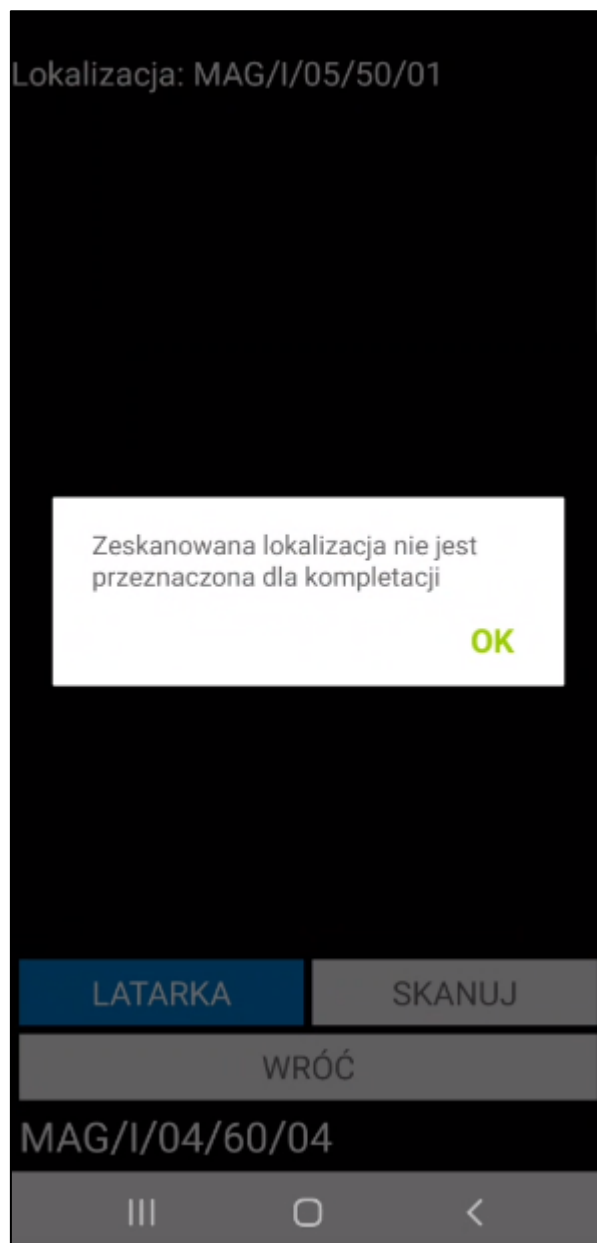 Lokalizacja: MAG/I/05/50/01
Zeskanowana lokalizacja nie jest
przeznaczona dla kompletacji
OK
LATARKA
SKANUJ
WRÓĆ
MAG/I/04/60/04